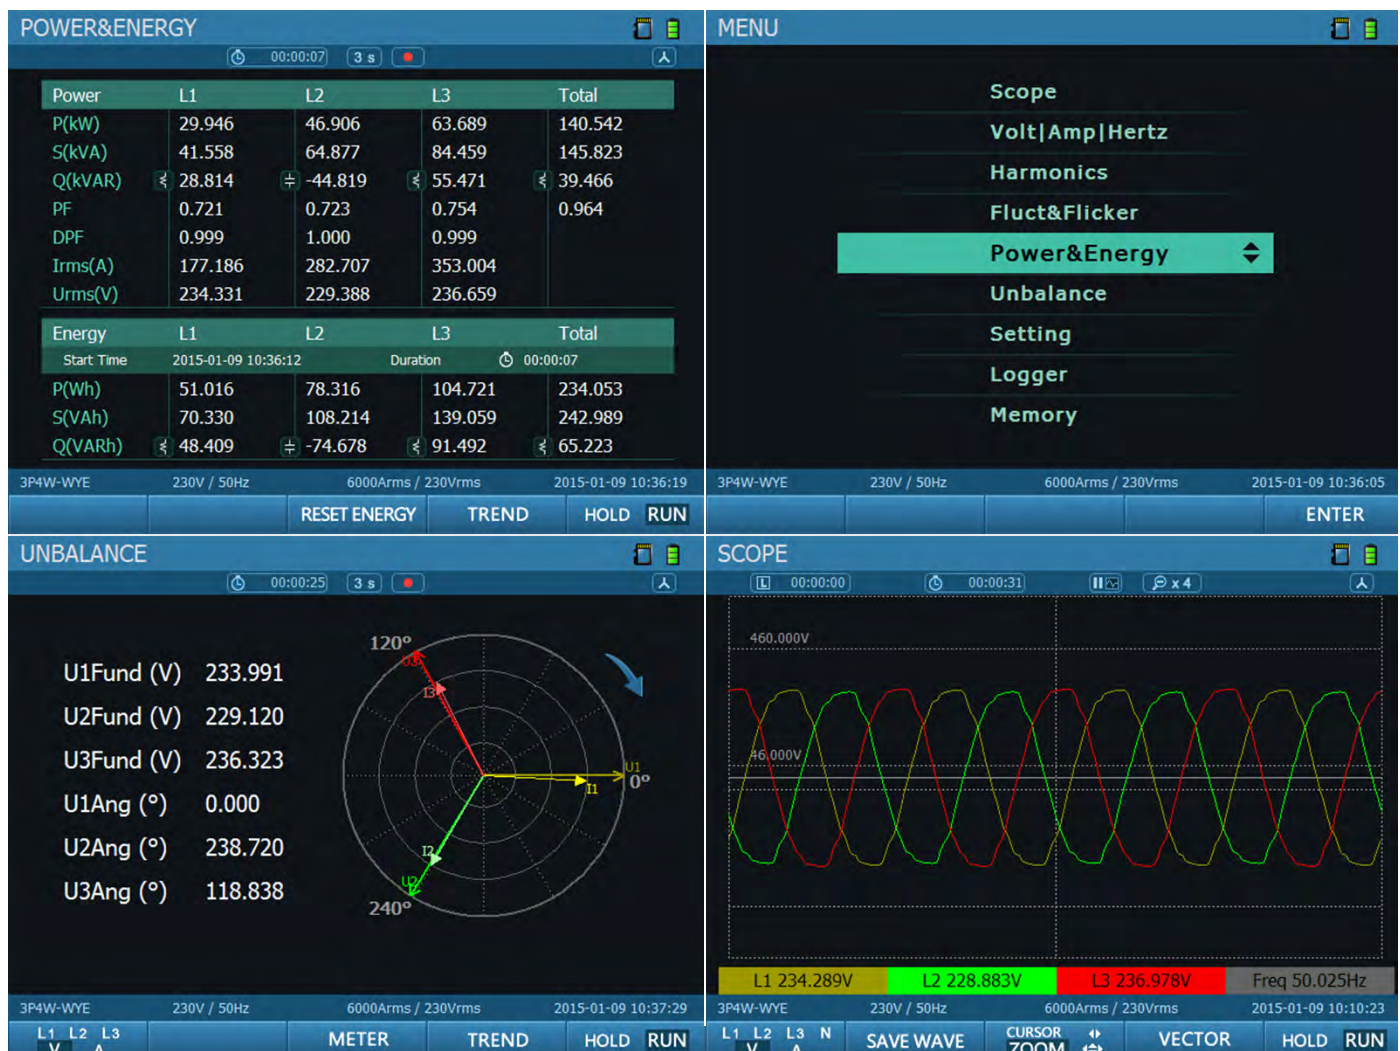 POWER&ENERGY
00:00:07 3 s
Power L1 L2 L3 Total
P(kW) 29.946 46.906 63.689 140.542
S(kVA) 41.558 64.877 84.459 145.823
Q(kVAR) 28.814 -44.819 55.471 39.466
PF 0.721 0.723 0.754 0.964
DPF 0.999 1.000 0.999
Irms(A) 177.186 282.707 353.004
Urms(V) 234.331 229.388 236.659
Energy L1 L2 L3 Total
Start Time 2015-01-09 10:36:12 Duration 00:00:07
P(Wh) 51.016 78.316 104.721 234.053
S(VAh) 70.330 108.214 139.059 242.989
Q(VARh) 48.409 -74.678 91.492 65.223
3P4W-WYE 230V / 50Hz 6000Arms / 230Vrms 2015-01-09 10:36:19
RESET ENERGY TREND HOLD RUN
MENU
Scope
Volt|Amp|Hertz
Harmonics
Fluct&Flicker
Power&Energy
Unbalance
Setting
Logger
Memory
3P4W-WYE 230V / 50Hz 6000Arms / 230Vrms 2015-01-09 10:36:05
ENTER
UNBALANCE
00:00:25 3 s
120°
U3
I3
U1Fund (V) 233.991
U2Fund (V) 229.120
U3Fund (V) 236.323
U1
0°
I1
U1Ang (°) 0.000
U2Ang (°) 238.720
I2
U3Ang (°) 118.838
U2
240°
3P4W-WYE 230V / 50Hz 6000Arms / 230Vrms 2015-01-09 10:37:29
L1 L2 L3
V A
METER TREND HOLD RUN
SCOPE
L 00:00:00 00:00:31 x 4
460.000V
46.000V
L1 234.289V L2 228.883V L3 236.978V Freq 50.025Hz
3P4W-WYE 230V / 50Hz 6000Arms / 230Vrms 2015-01-09 10:10:23
L1 L2 L3 N
V A
SAVE WAVE CURSOR
ZOOM
VECTOR HOLD RUN